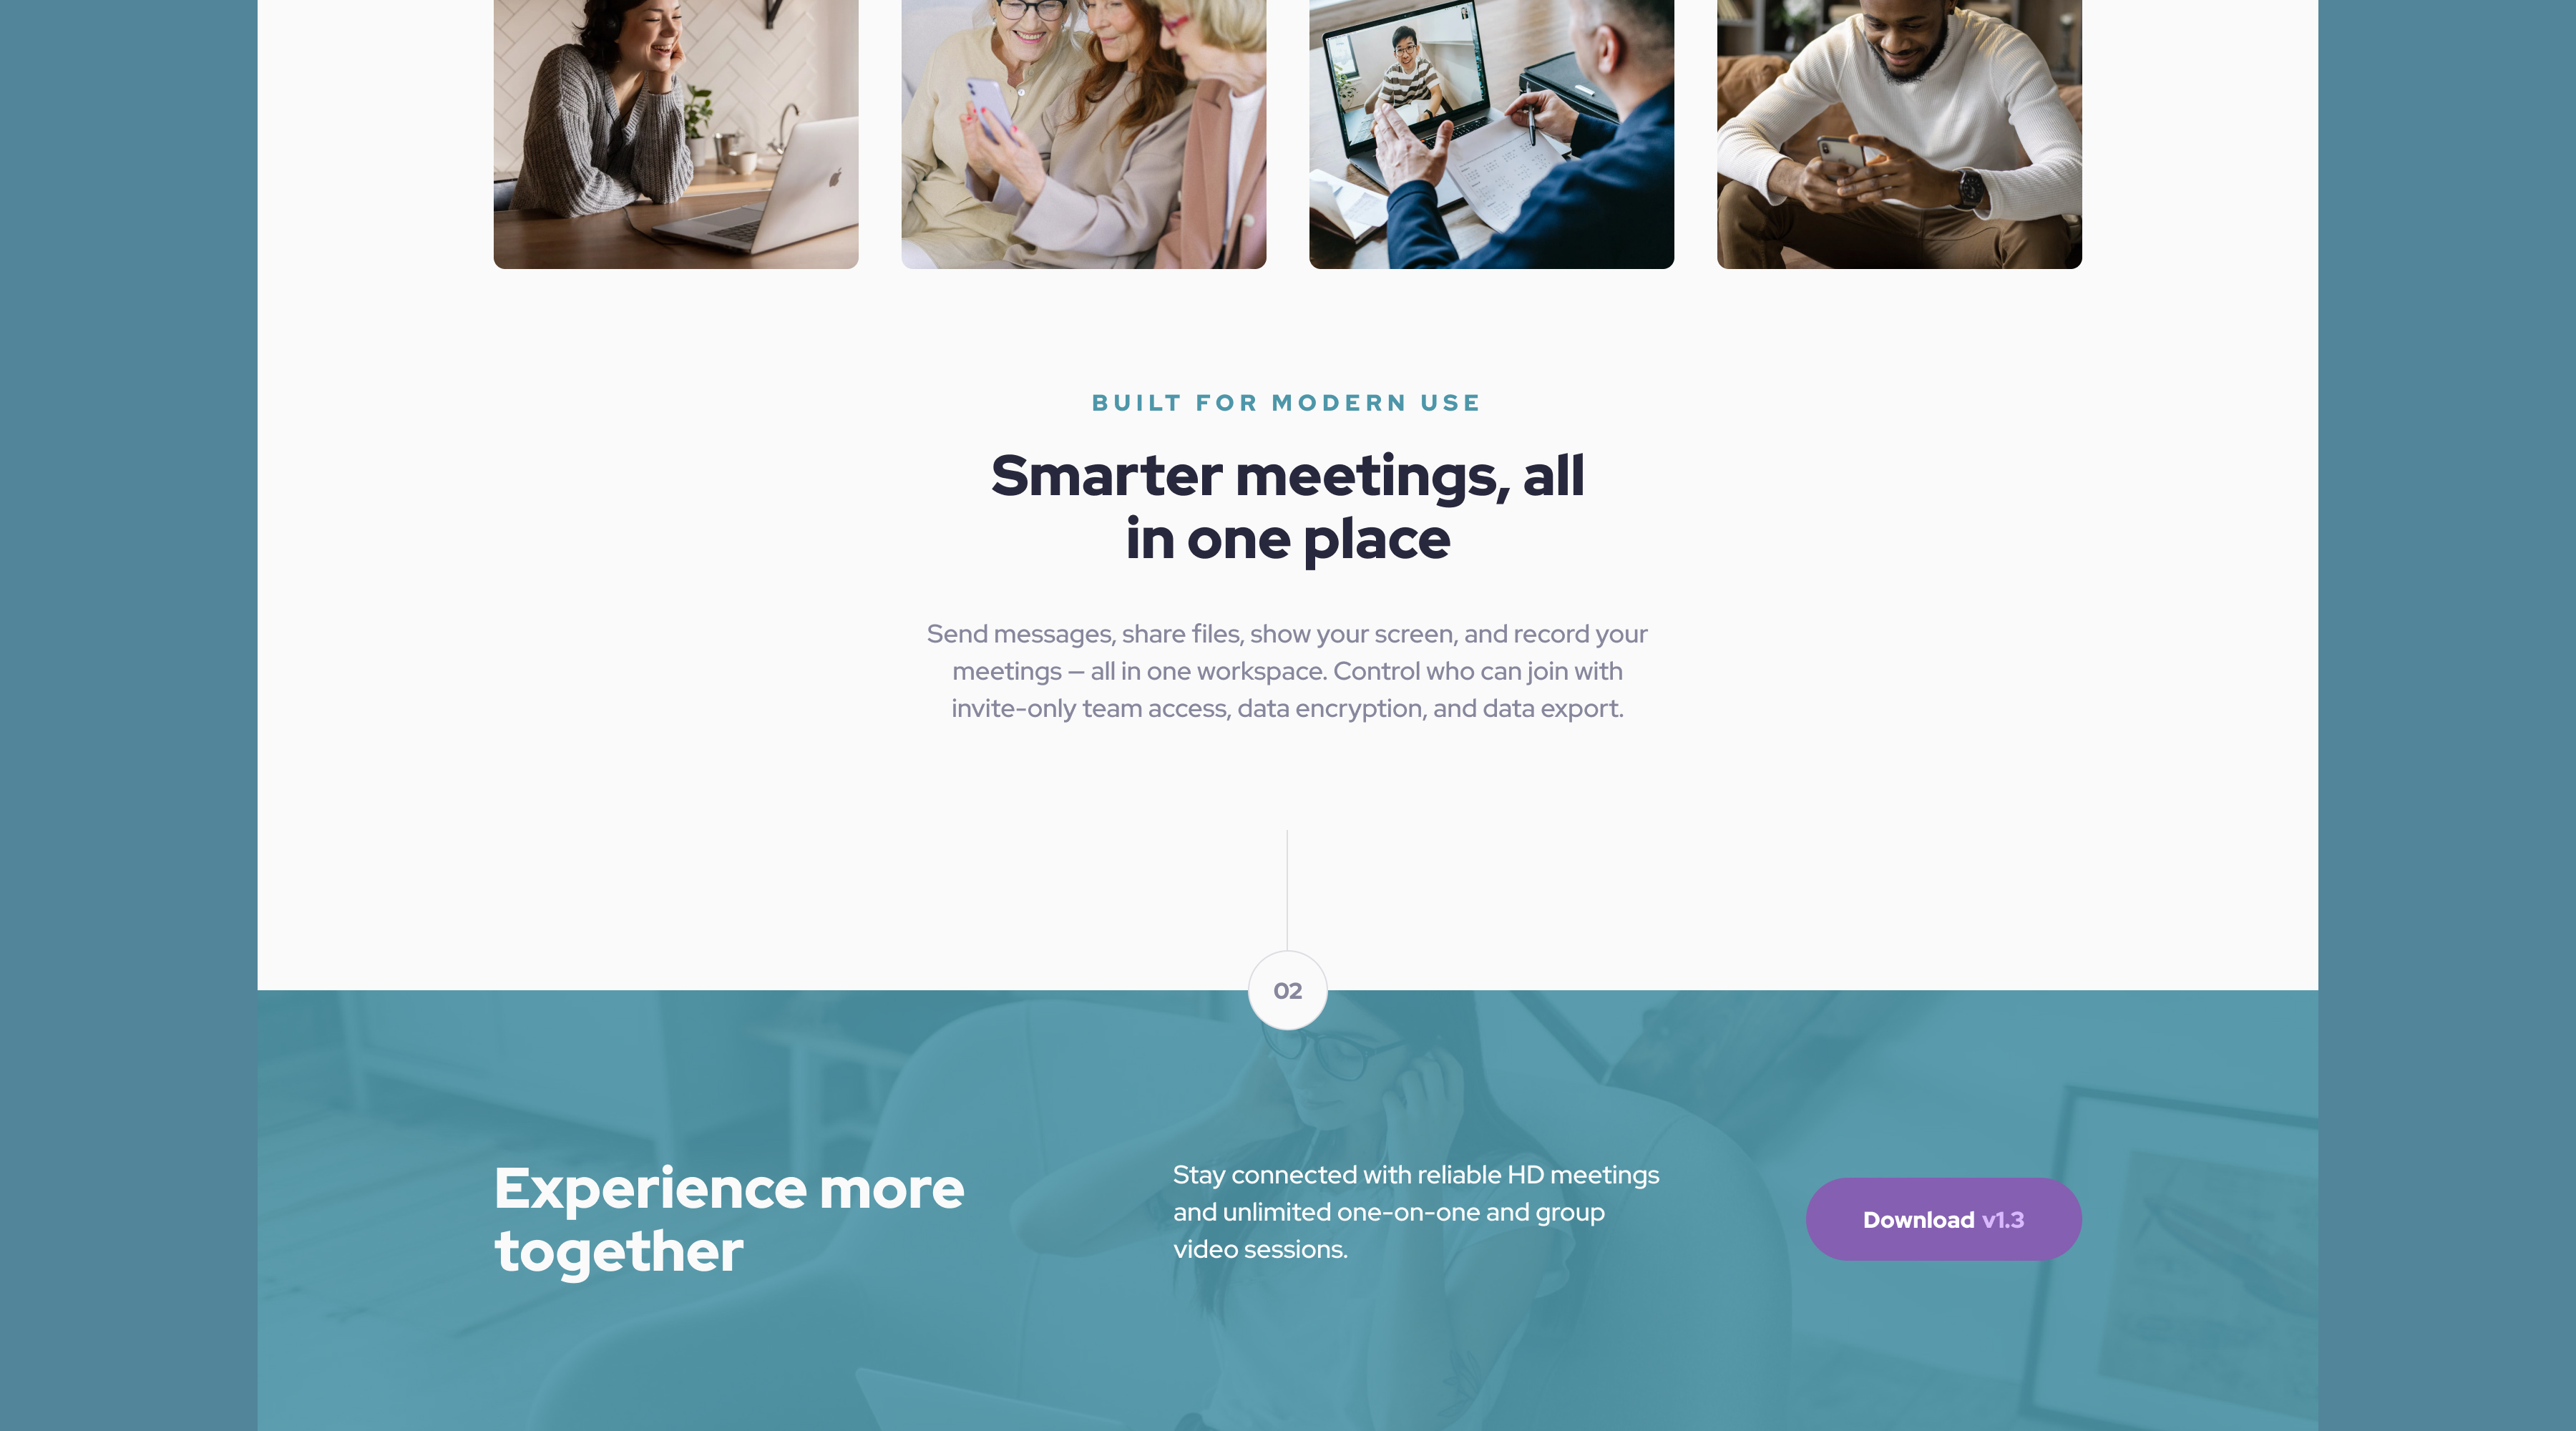 BUILT FOR MODERN USE
Smarter meetings, all
in one place
Send messages, share files, show your screen, and record your
meetings — all in one workspace. Control who can join with
invite-only team access, data encryption, and data export.
02
Experience more
together
Stay connected with reliable HD meetings
and unlimited one-on-one and group
video sessions.
Download v1.3